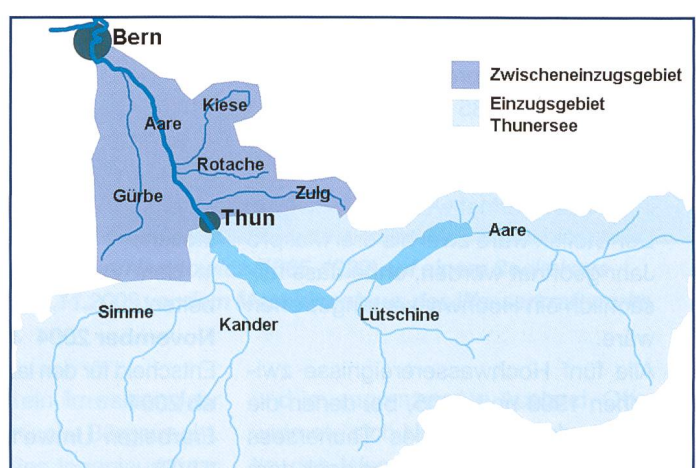 Bern
Zwischeneinzugsgebiet
Einzugsgebiet
Thunersee
Kiese
Aare
Rotache
Gürbe
Zulg
Thun
Aare
Simme
Kander
Lütschine